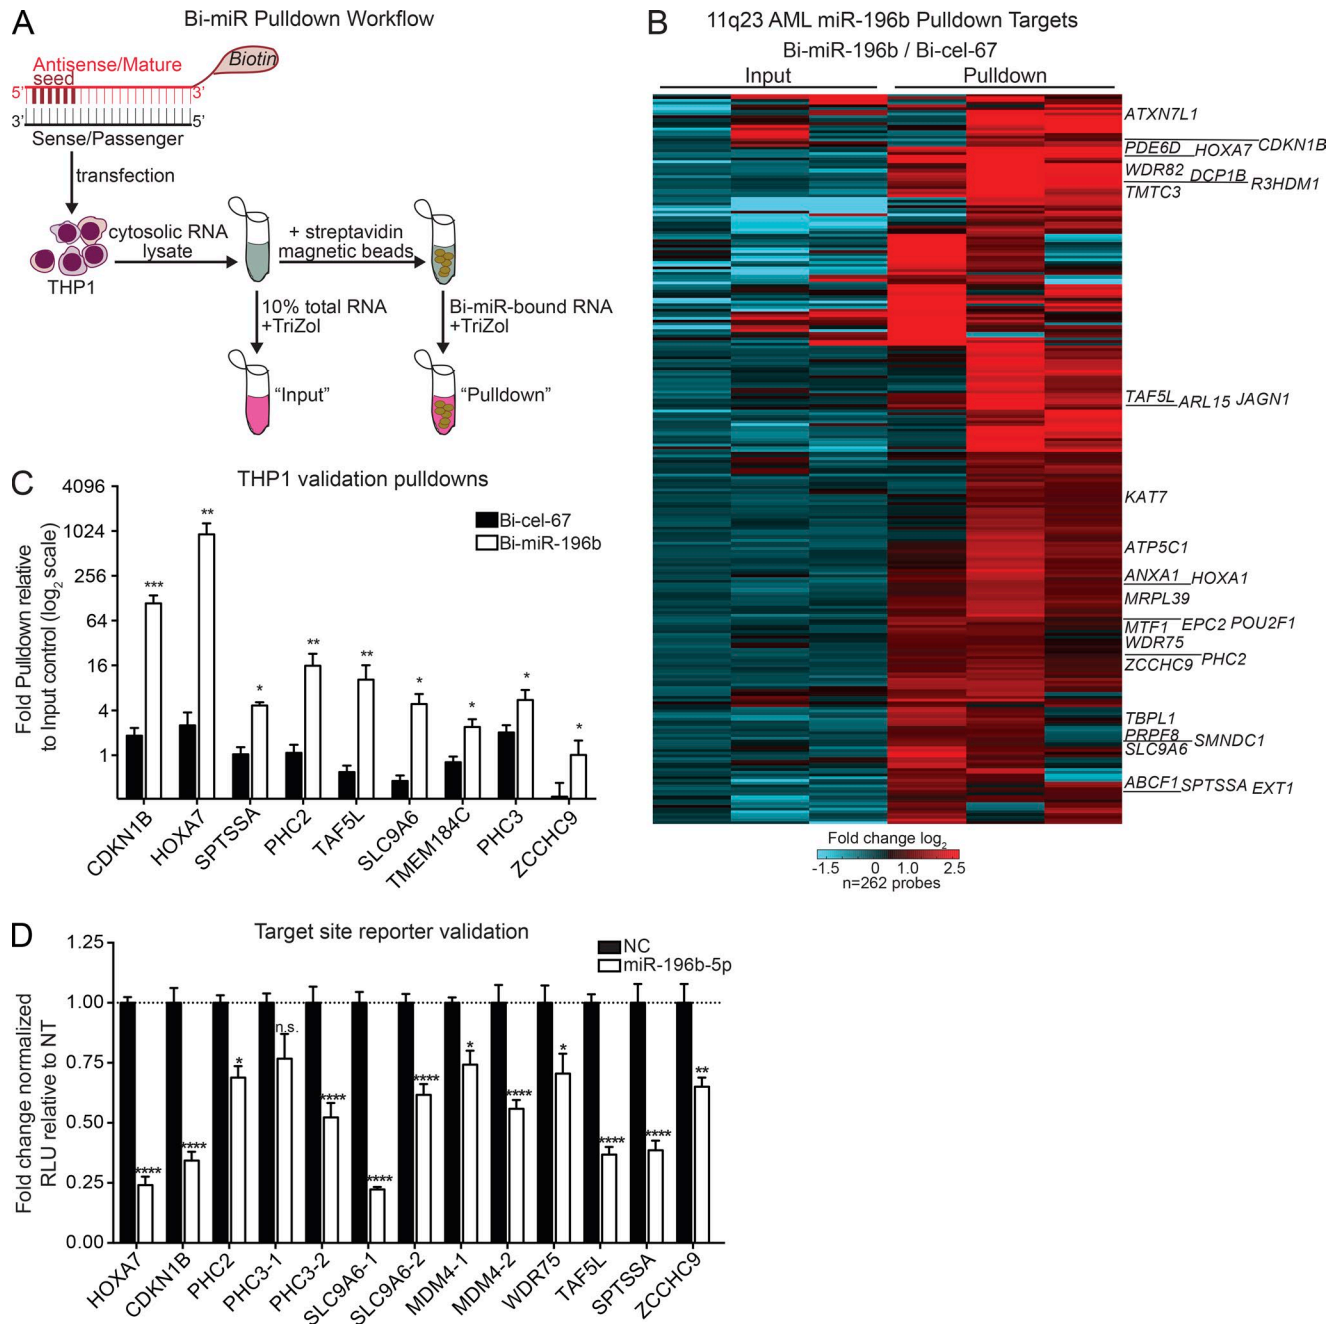 A
Bi-miR Pulldown Workflow
Biotin
Antisense/Mature
seed
5’
3’
3’
5’
Sense/Passenger
transfection
THP1
cytosolic RNA
lysate
+ streptavidin
magnetic beads
10% total RNA
+TriZol
Bi-miR-bound RNA
+TriZol
“Input”
“Pulldown”
B
11q23 AML miR-196b Pulldown Targets
Bi-miR-196b / Bi-cel-67
Input
Pulldown
ATXN7L1
PDE6D HOXA7 CDKN1B
WDR82 DCP1B R3HDM1
TMTC3
TAF5L ARL15 JAGN1
KAT7
ATP5C1
ANXA1 HOXA1
MRPL39
MTF1 EPC2 POU2F1
WDR75
ZCCHC9 PHC2
TBPL1
PRPF8 SMNDC1
SLC9A6
ABCF1 SPTSSA EXT1
Fold change log2
-1.5 0 1.0 2.5
n=262 probes
C
THP1 validation pulldowns
Fold Pulldown relative
to Input control (log2 scale)
4096
1024
256
64
16
4
1
Bi-cel-67
Bi-miR-196b
***
**
*
**
**
*
*
*
*
CDKN1B
HOXA7
SPTSSA
PHC2
TAF5L
SLC9A6
TMEM184C
PHC3
ZCCHC9
D
Target site reporter validation
Fold change normalized
RLU relative to NT
1.25
1.00
0.75
0.50
0.25
0.00
NC
miR-196b-5p
****
****
*
n.s.
****
****
****
*
****
*
****
****
**
HOXA7
CDKN1B
PHC2
PHC3-1
PHC3-2
SLC9A6-1
SLC9A6-2
MDM4-1
MDM4-2
WDR75
TAF5L
SPTSSA
ZCCHC9